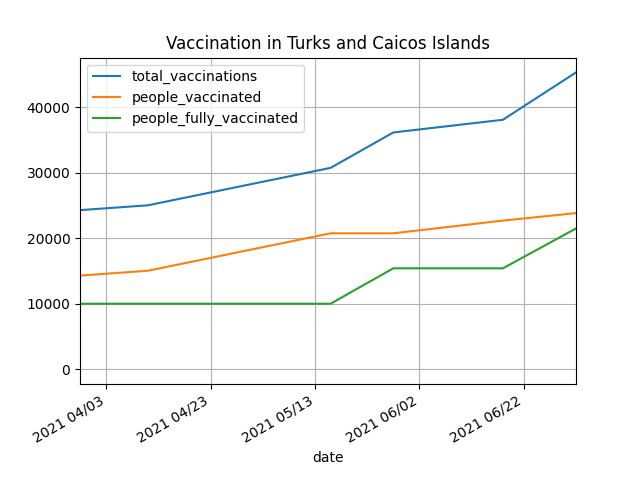 Vaccination in Turks and Caicos Islands
total_vaccinations
people_vaccinated
people_fully_vaccinated
40000
30000
20000
10000
0
2021 04/03
2021 04/23
2021 05/13
2021 06/02
2021 06/22
date